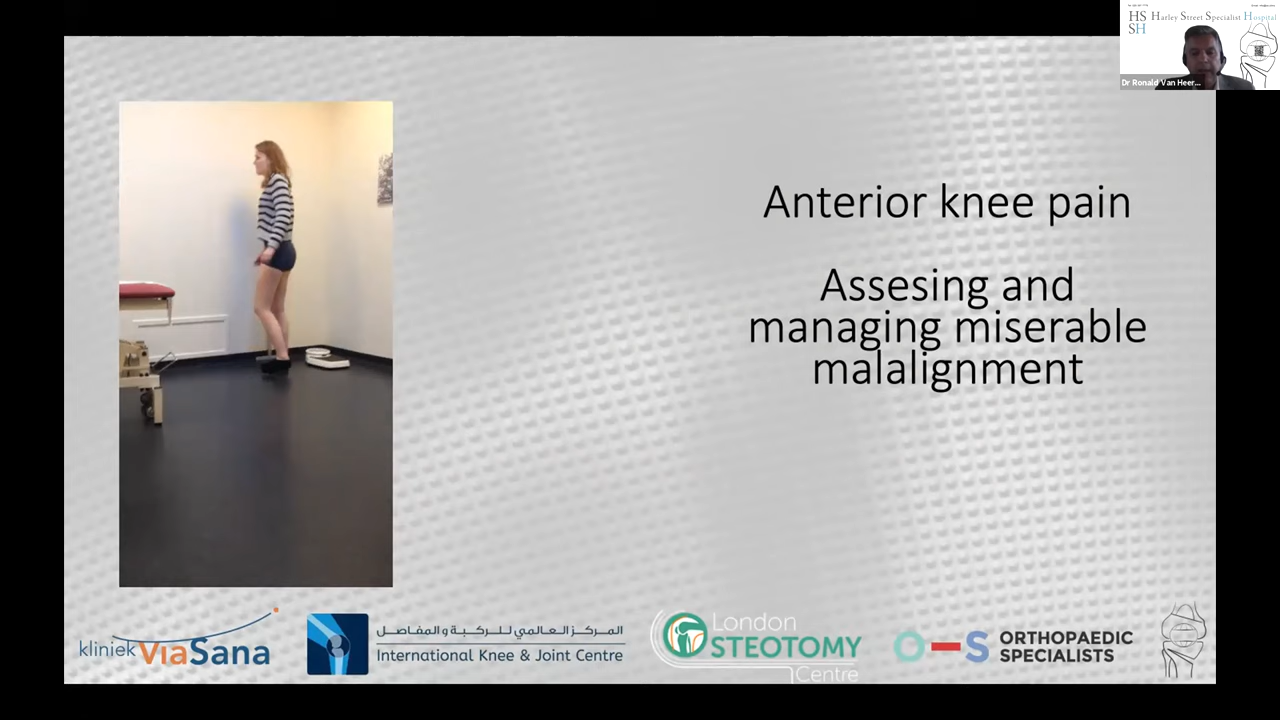 HS Harley Street Specialist Hospital
SH
Dr Ronald Van Heer...
Anterior knee pain
Assesing and
managing miserable
malalignment
kliniek ViaSana
المركز العالمي للركبة والمفاصل
International Knee & Joint Centre
London
STEOTOMY
Centre
O-S ORTHOPAEDIC
SPECIALISTS